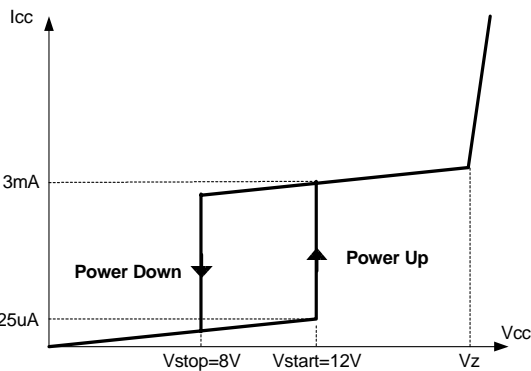 Icc
3mA
Power Down
Power Up
25uA
Vcc
Vstop=8V
Vstart=12V
Vz